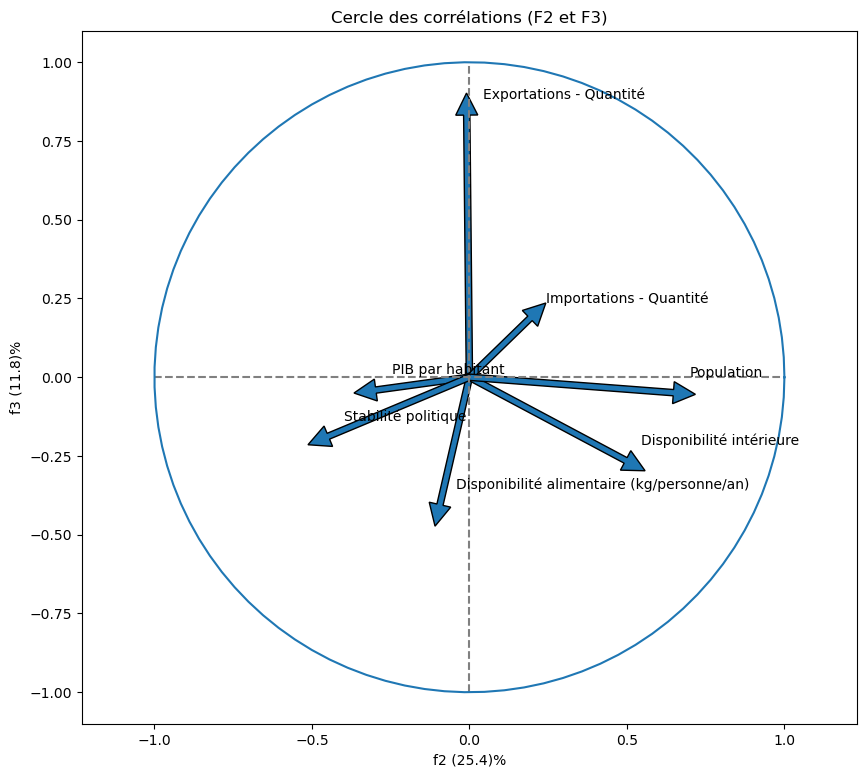 Cercle des corrélations (F2 et F3)
1.00
Exportations - Quantité
0.75
0.50
0.25
Importations - Quantité
0.00
PIB par habitant
Population
Stabilité politique
Disponibilité intérieure
−0.25
Disponibilité alimentaire (kg/personne/an)
−0.50
−0.75
−1.00
f3 (11.8)%
−1.0
−0.5
0.0
0.5
1.0
f2 (25.4)%